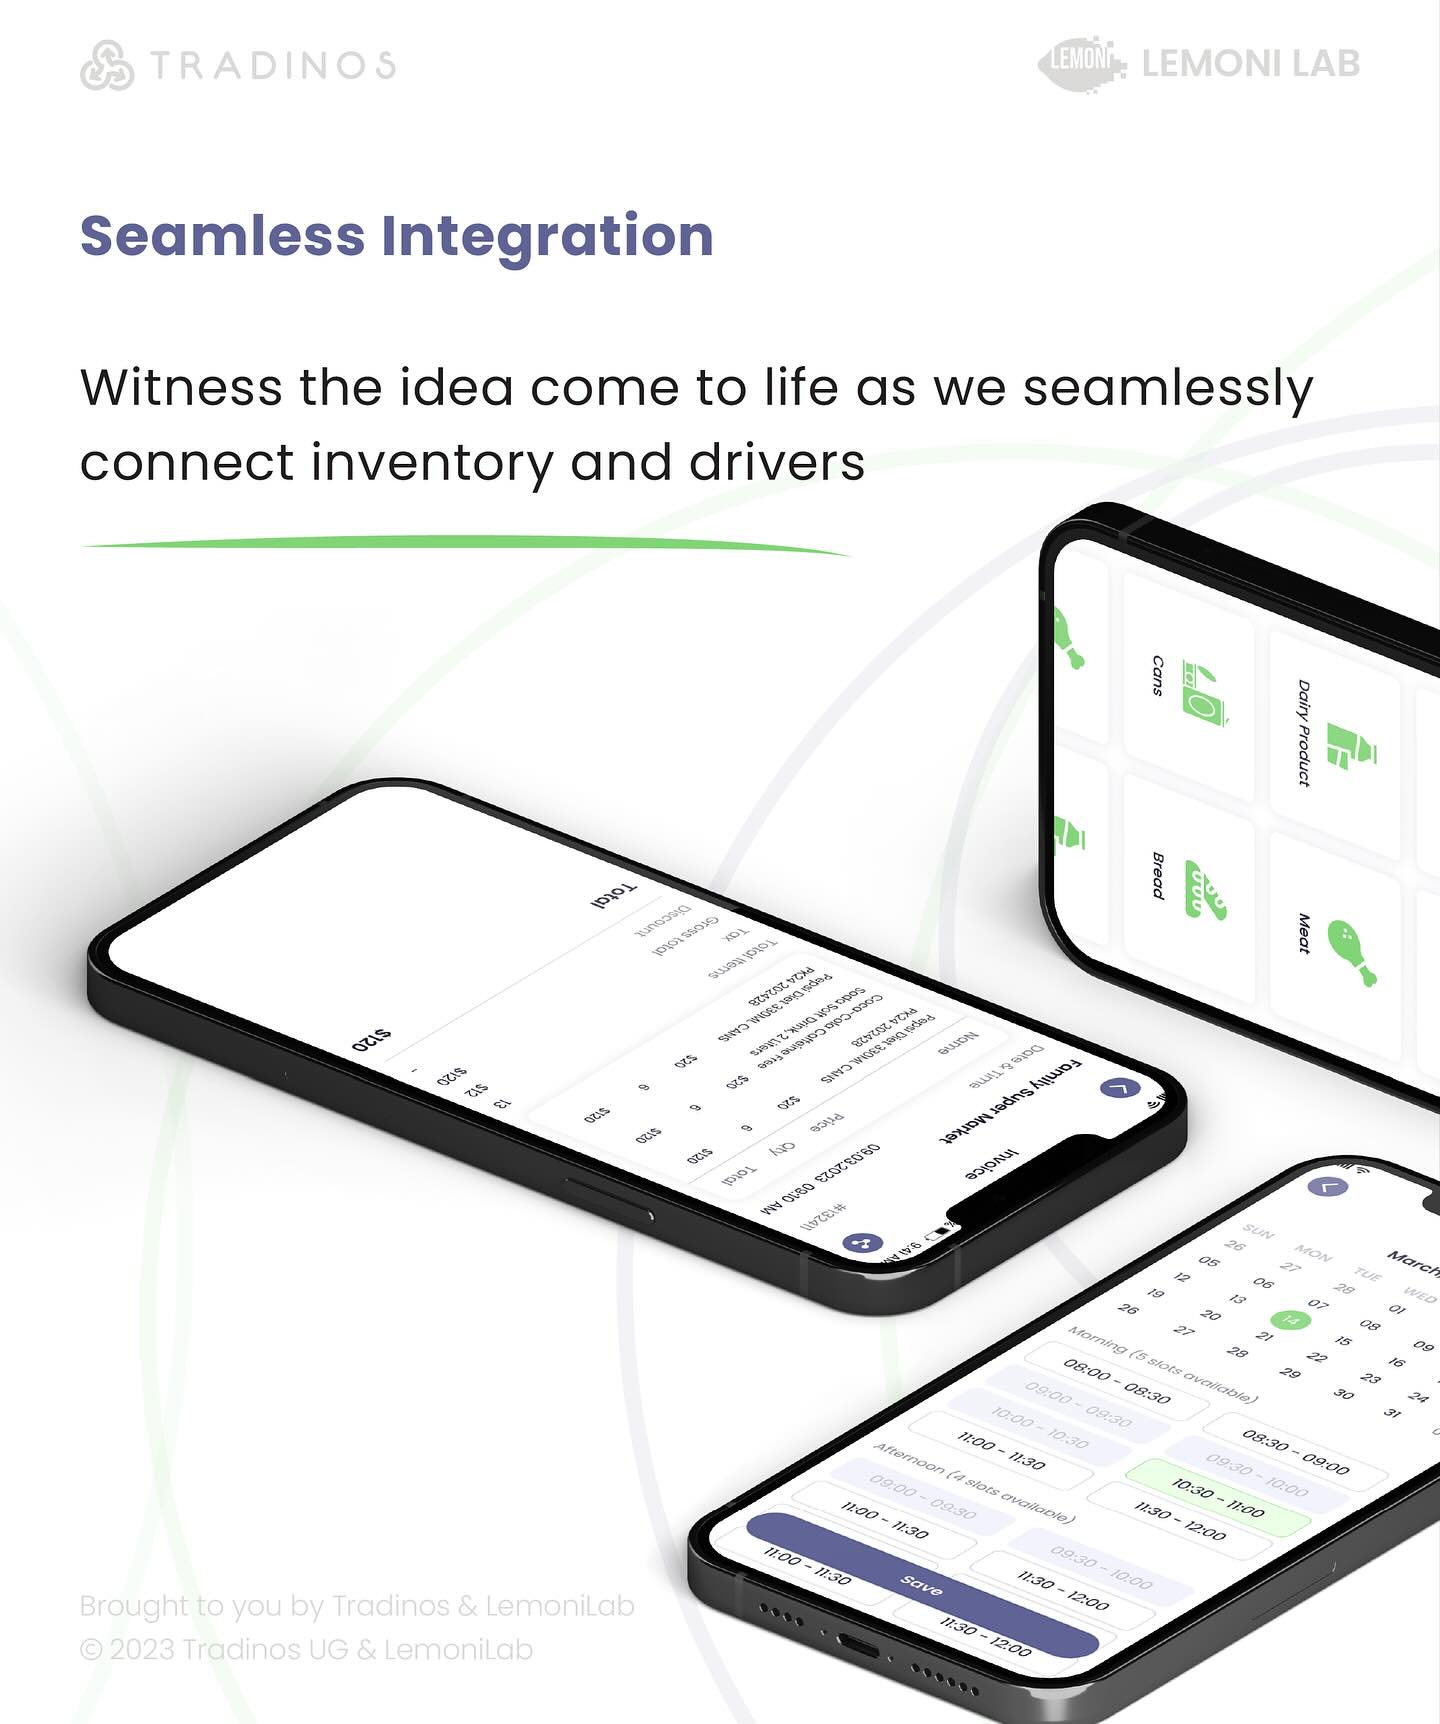 TRADINOS
LEMONI
LEMONI LAB
Seamless Integration
Witness the idea come to life as we seamlessly
connect inventory and drivers
Cans
Dairy Product
Bread
Meat
9:41 AM
Invoice
Family Super Market
#132411
Date & Time
09.03.2023 09:10 AM
Name
Price
Qty
Total
Pepsi Diet 330ML CANS
PK24 202428
$20
6
$120
Coca-Cola Caffeine Free
Soda Soft Drink, 2 Liters
$20
6
$120
Pepsi Diet 330ML CANS
PK24 202428
$20
6
$120
Total Items
13
Tax
$12
Gross total
$120
Discount
-
Total
$120
March,
SUN MON TUE WED
26 27 28 01
05 06 07 08 09
12 13 14 15 16
19 20 21 22 23 24
26 27 28 29 30 31
Morning (5 slots available)
08:00 - 08:30
08:30 - 09:00
09:00 - 09:30
09:30 - 10:00
10:00 - 10:30
10:30 - 11:00
11:00 - 11:30
11:30 - 12:00
Afternoon (4 slots available)
09:00 - 09:30
09:30 - 10:00
11:00 - 11:30
11:30 - 12:00
Save
11:00 - 11:30
11:30 - 12:00
Brought to you by Tradinos & LemoniLab
© 2023 Tradinos UG & LemoniLab